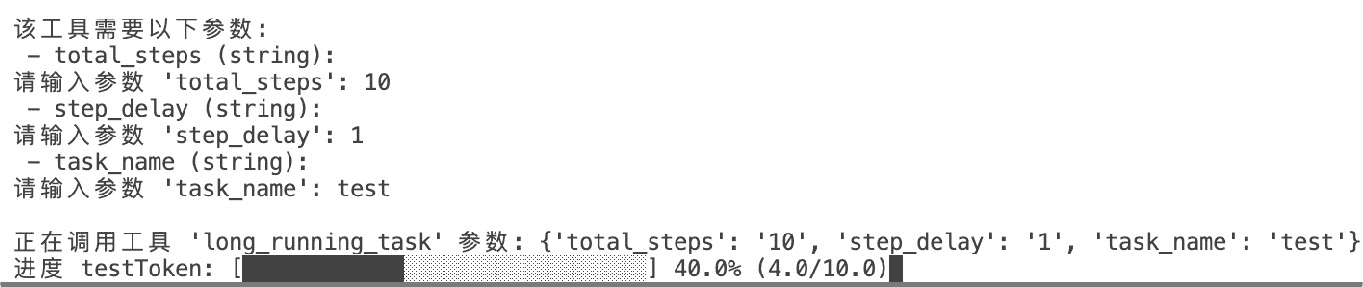 该工具需要以下参数:
 - total_steps (string):
请输入参数 'total_steps': 10
 - step_delay (string):
请输入参数 'step_delay': 1
 - task_name (string):
请输入参数 'task_name': test
正在调用工具 'long_running_task' 参数: {'total_steps': '10', 'step_delay': '1', 'task_name': 'test'}
进度 testToken: [████████████████░░░░░░░░░░░░░░░░░░░░░░░░] 40.0% (4.0/10.0)